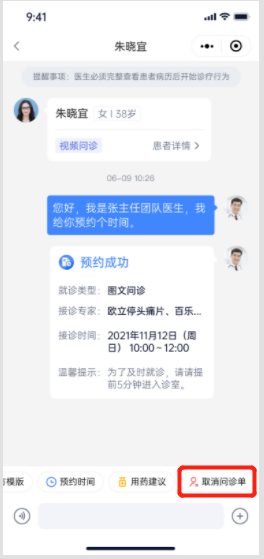 9:41
朱晓宜
提醒事项：医生必须完整查看患者病历后开始诊疗行为
朱晓宜 女 | 38岁
视频问诊 患者详情
06-09 10:26
您好，我是张主任团队医生，我
给你预约个时间。
预约成功
就诊类型： 图文问诊
接诊专家： 欧立停头痛片、百乐...
接诊时间： 2021年11月12日（周
日） 10:00 ~ 12:00
温馨提示： 为了及时就诊，请请提
前5分钟进入诊室。
模版 预约时间 用药建议 取消问诊单